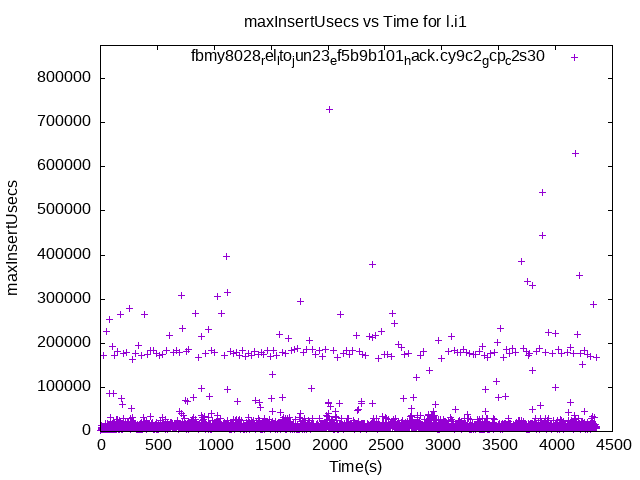 maxInsertUsecs vs Time for l.i1
fbmy8028_rel_lto_jun23_ef5b9b101_hack.cy9c2_gcp_c2s30
800000
700000
600000
500000
400000
300000
200000
100000
0
maxInsertUsecs
0 500 1000 1500 2000 2500 3000 3500 4000 4500
Time(s)